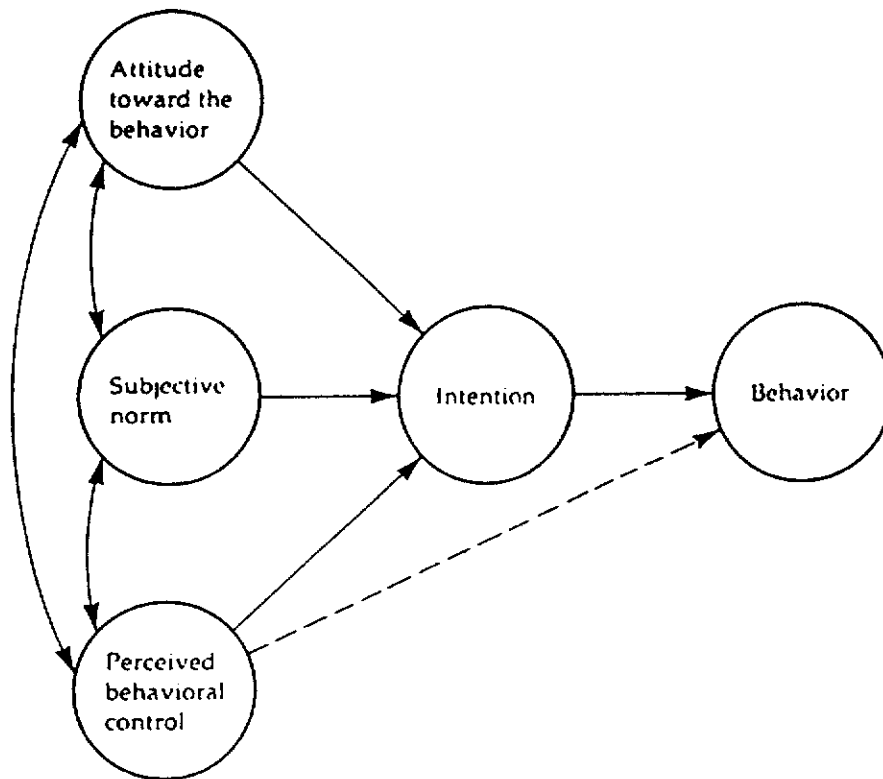 Attitude
toward the
behavior
Subjective
norm
Intention
Behavior
Perceived
behavioral
control